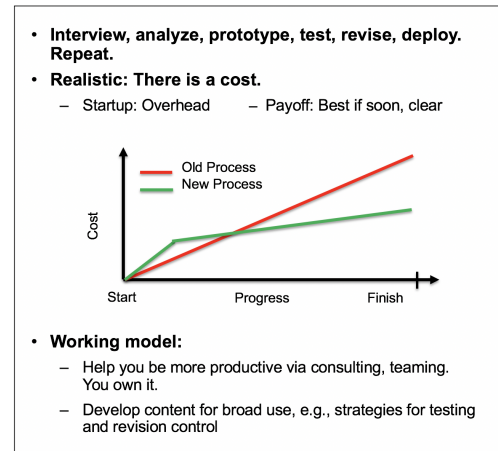 • Interview, analyze, prototype, test, revise, deploy.
Repeat.
• Realistic: There is a cost.
– Startup: Overhead – Payoff: Best if soon, clear
Old Process
New Process
Cost
Start Progress Finish
• Working model:
– Help you be more productive via consulting, teaming.
You own it.
– Develop content for broad use, e.g., strategies for testing
and revision control